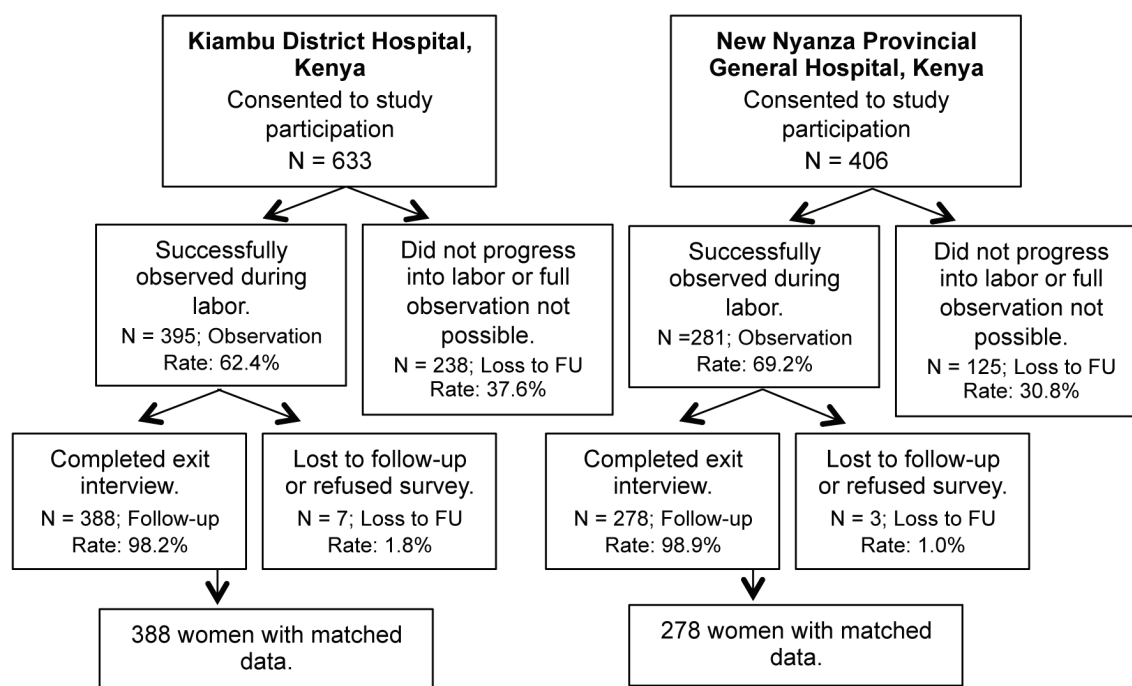 Kiambu District Hospital,
Kenya
Consented to study
participation
N = 633
New Nyanza Provincial
General Hospital, Kenya
Consented to study
participation
N = 406
Successfully
observed during
labor.
N = 395; Observation
Rate: 62.4%
Did not progress
into labor or full
observation not
possible.
N = 238; Loss to FU
Rate: 37.6%
Successfully
observed during
labor.
N =281; Observation
Rate: 69.2%
Did not progress
into labor or full
observation not
possible.
N = 125; Loss to FU
Rate: 30.8%
Completed exit
interview.
N = 388; Follow-up
Rate: 98.2%
Lost to follow-up
or refused survey.
N = 7; Loss to FU
Rate: 1.8%
Completed exit
interview.
N = 278; Follow-up
Rate: 98.9%
Lost to follow-up
or refused survey.
N = 3; Loss to FU
Rate: 1.0%
388 women with matched
data.
278 women with matched
data.